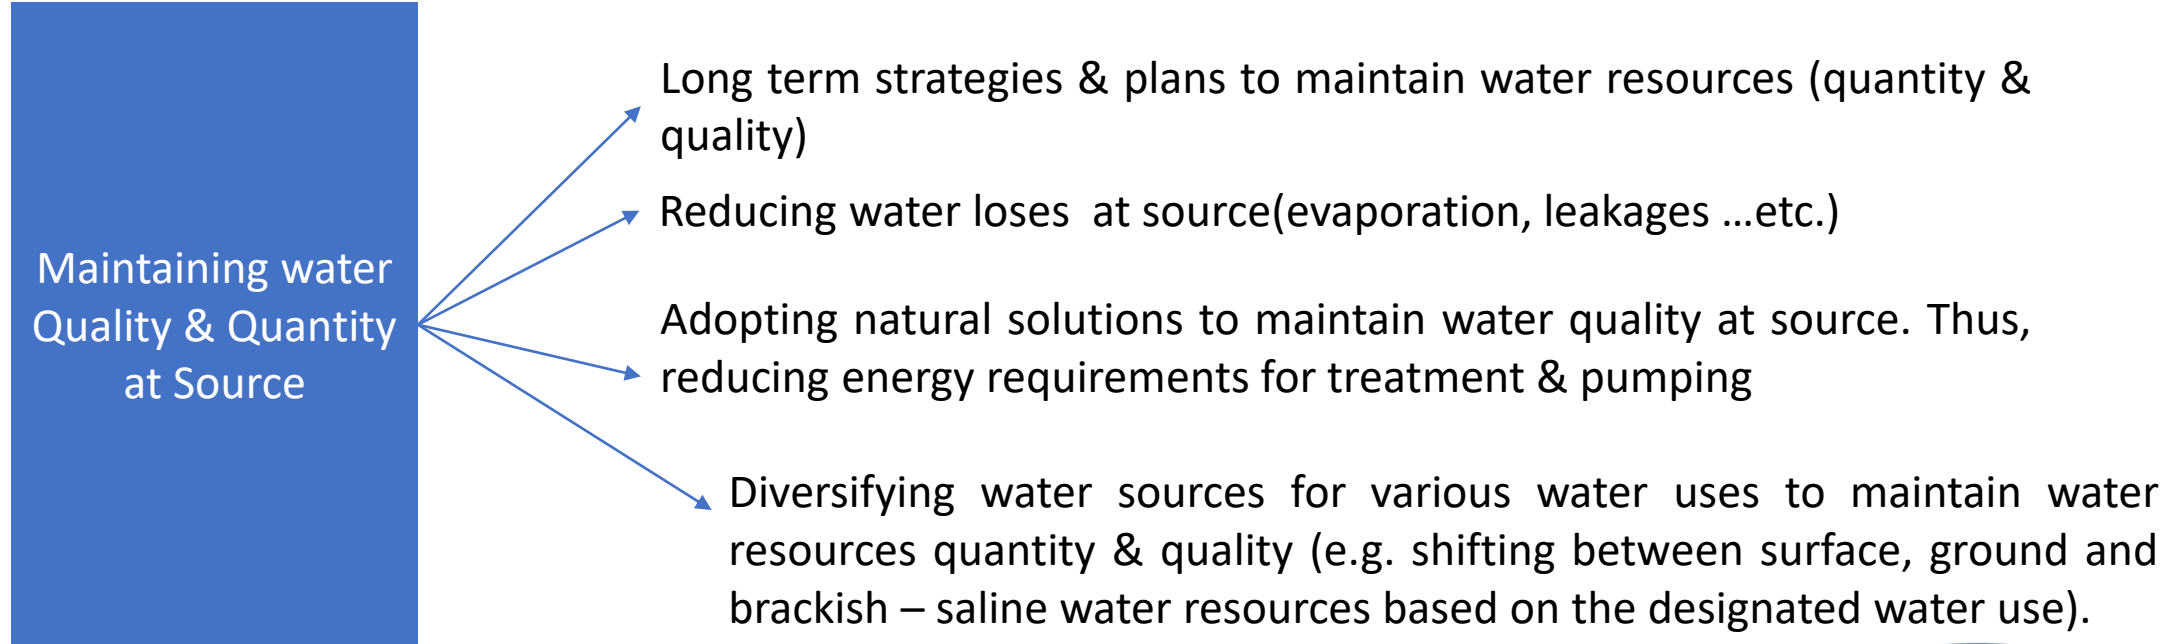 Maintaining water
Quality & Quantity
at Source
Long term strategies & plans to maintain water resources (quantity &
quality)
Reducing water loses  at source(evaporation, leakages ...etc.)
Adopting natural solutions to maintain water quality at source. Thus,
reducing energy requirements for treatment & pumping
Diversifying water sources for various water uses to maintain water
resources quantity & quality (e.g. shifting between surface, ground and
brackish – saline water resources based on the designated water use).